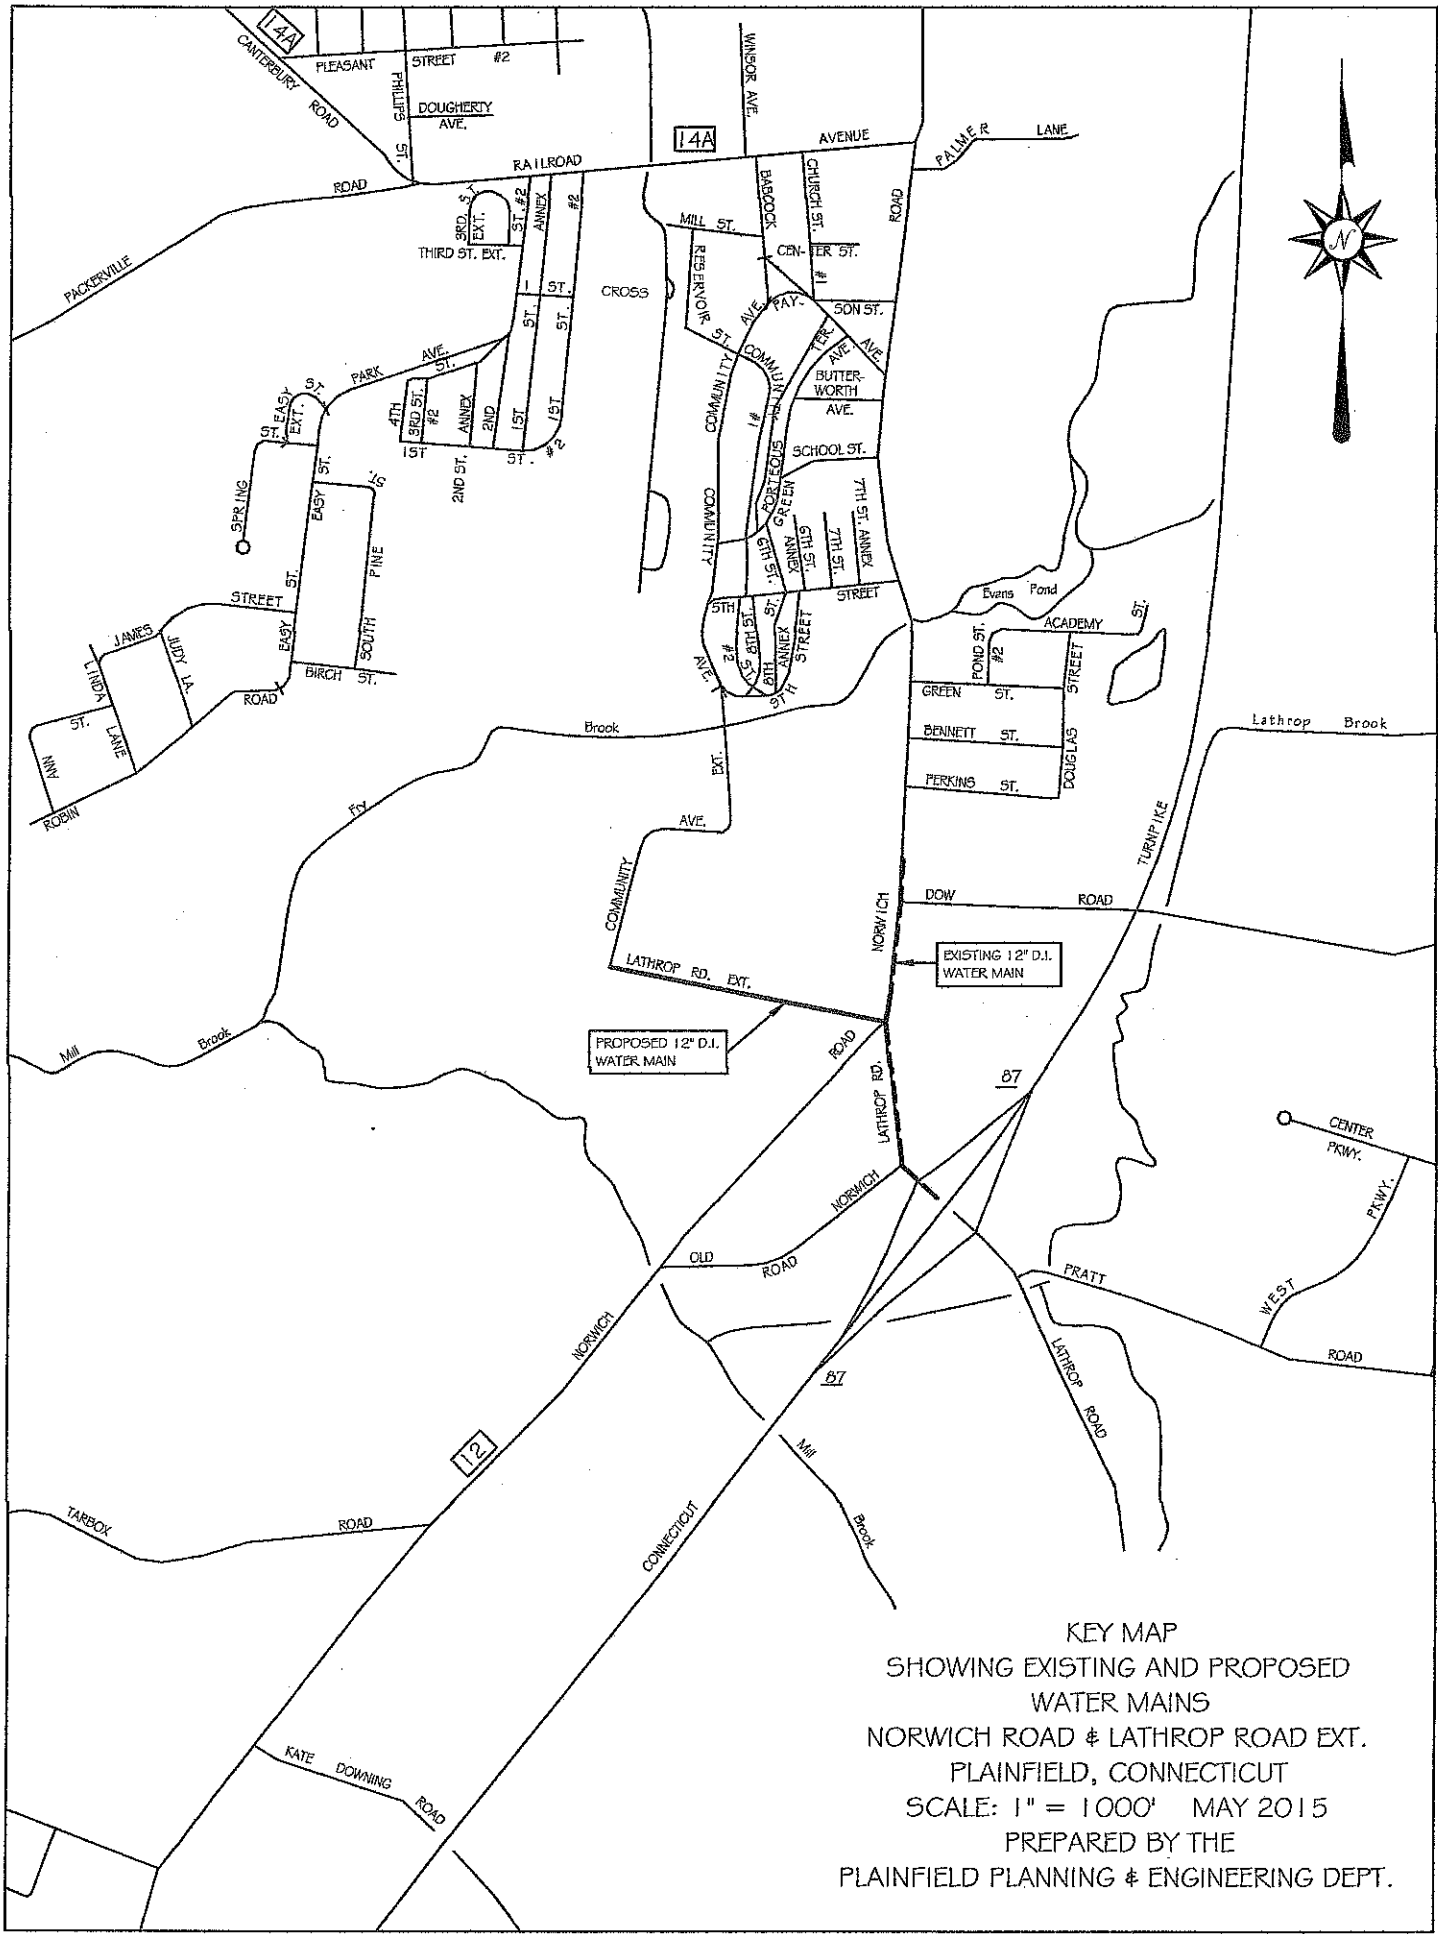 14A
CANTERBURY ROAD
PLEASANT STREET #2
PHILLIPS ST.
DOUGHERTY
AVE.
WINSOR AVE.
14A
RAILROAD AVENUE
PALMER LANE
ROAD
PACKERVILLE
3RD. ST.
EXT.
ST. #2
ANNEX
#2
THIRD ST. EXT.
1 ST.
ST.
ST.
CROSS
MILL ST.
BABCOCK
CHURCH ST.
#1
ROAD
CEN-TER ST.
RESERVOIR ST.
AVE.
PAY-
SON ST.
TER.
AVE.
AVE.
COMMUNITY
COMMUNITY
#1
BUTTER-
WORTH
AVE.
N
PARK AVE.
ST.
EASY ST.
EXT.
ST.
SPRING
4TH
3RD ST.
#2
ANNEX
2ND
1ST
1ST
1ST ST. #2
2ND ST.
EASY ST.
ST.
PINE
SOUTH
SCHOOL ST.
PORTEOUS
GREEN
COMMUNITY
6TH ST.
6TH ST.
ANNEX
7TH ST.
7TH ST. ANNEX
5TH STREET
ST.
#2
8TH ST.
ST.
8TH
ANNEX
STREET
5TH
AVE.
Evans Pond
STREET
JAMES
JUDY LA.
LINDA
LANE
EASY ST.
BIRCH ST.
ROAD
ST.
ANN
ROBIN
POND ST.
#2
ACADEMY ST.
STREET
GREEN ST.
BENNETT ST.
DOUGLAS
PERKINS ST.
Lathrop Brook
Brook
Fry
EXT.
AVE.
COMMUNITY
TURNPIKE
NORWICH
DOW ROAD
EXISTING 12" D.I.
WATER MAIN
LATHROP RD. EXT.
PROPOSED 12" D.I.
WATER MAIN
ROAD
LATHROP RD.
Mill Brook
87
CENTER
PKWY.
PKWY.
WEST
NORWICH
OLD
ROAD
PRATT
ROAD
NORWICH
87
LATHROP
ROAD
12
Mill
Brook
TARBOX ROAD
CONNECTICUT
KATE DOWNING ROAD
KEY MAP
SHOWING EXISTING AND PROPOSED
WATER MAINS
NORWICH ROAD & LATHROP ROAD EXT.
PLAINFIELD, CONNECTICUT
SCALE: 1" = 1000' MAY 2015
PREPARED BY THE
PLAINFIELD PLANNING & ENGINEERING DEPT.